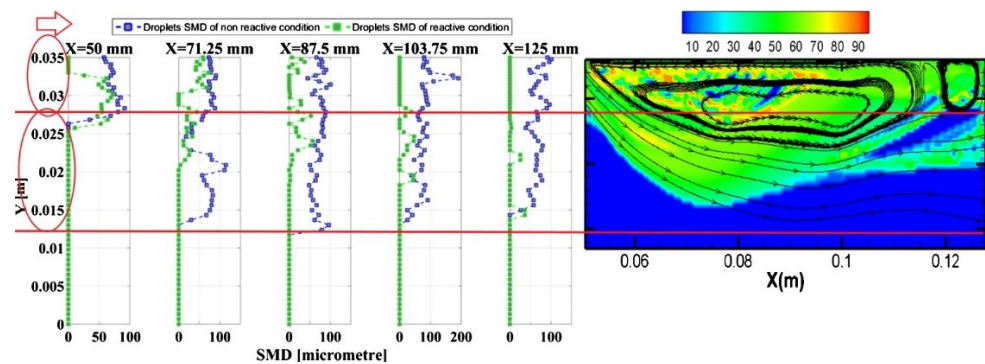 Droplets SMD of non reactive condition Droplets SMD of reactive condition
X=50 mm X=71.25 mm X=87.5 mm X=103.75 mm X=125 mm
0.035
0.03
0.025
0.02
0.015
0.01
0.005
0
Y [m]
0 50 100 0 100 0 100 0 100 200 0 100
SMD [micrometre]
10 20 30 40 50 60 70 80 90
0.06 0.08 0.1 0.12
X(m)